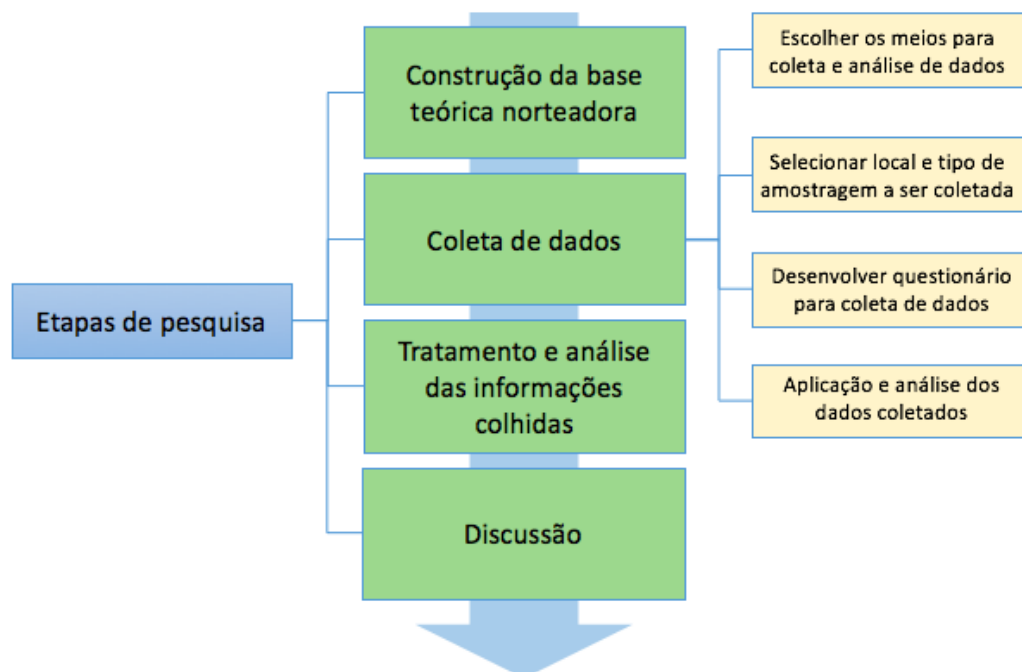 Etapas de pesquisa
Construção da base
teórica norteadora
Coleta de dados
Tratamento e análise
das informações
colhidas
Discussão
Escolher os meios para
coleta e análise de dados
Selecionar local e tipo de
amostragem a ser coletada
Desenvolver questionário
para coleta de dados
Aplicação e análise dos
dados coletados